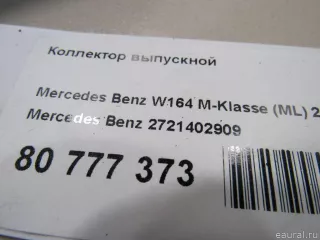 Коллектор выпускной
Mercedes Benz W164 M-Klasse (ML) 2
Mercedes Benz 2721402909
80 777 373
eaural.ru